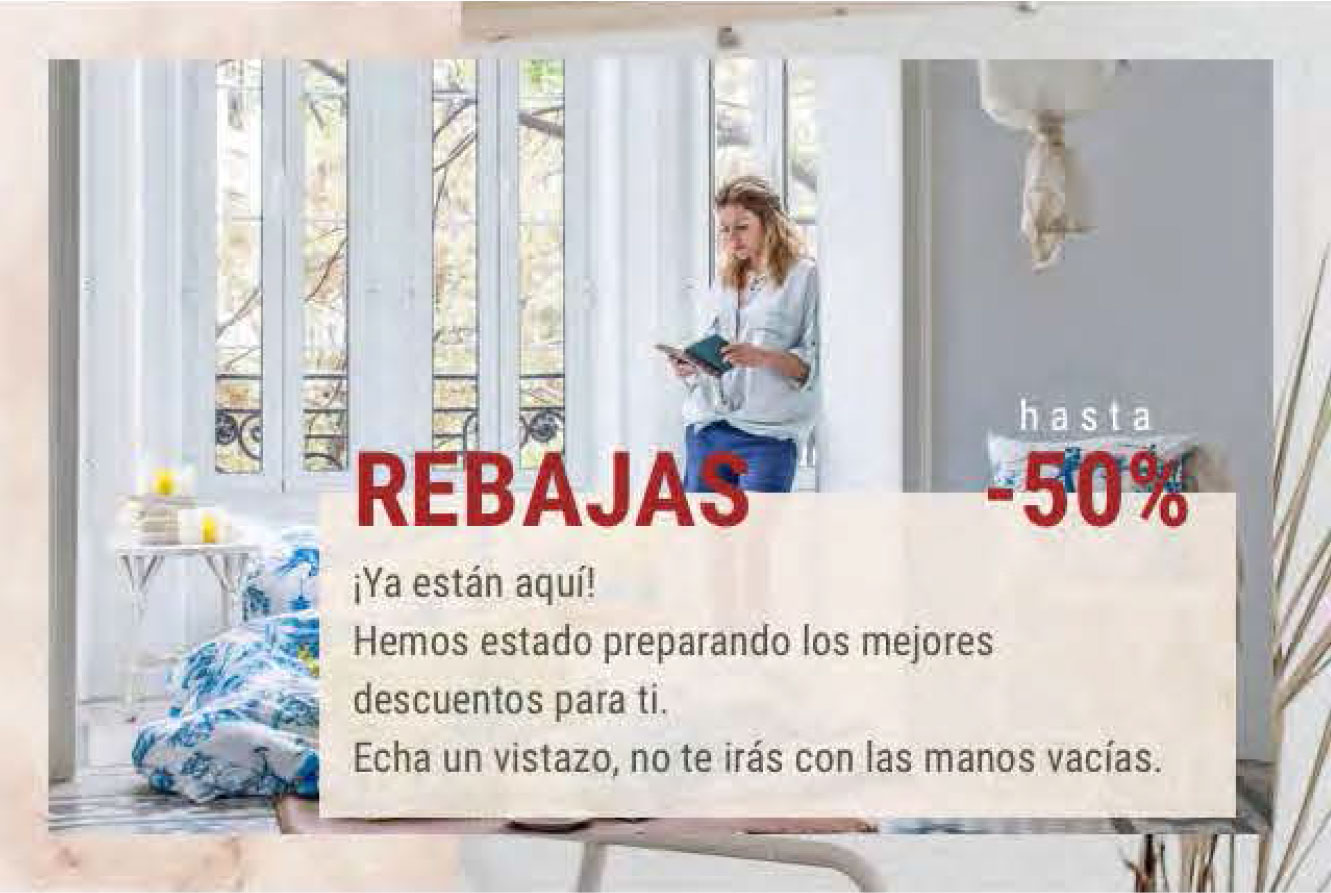 hasta
REBAJAS -50%
¡Ya están aquí!
Hemos estado preparando los mejores
descuentos para ti.
Echa un vistazo, no te irás con las manos vacías.